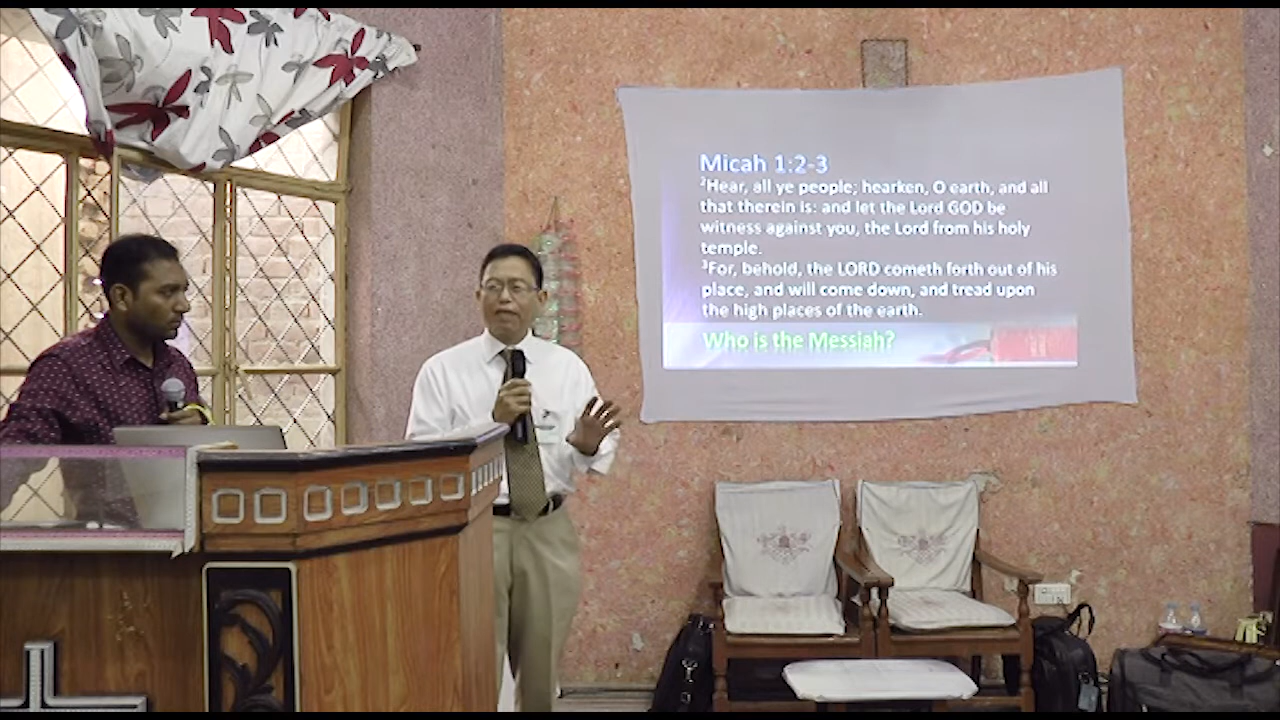 Micah 1:2-3
²Hear, all ye people; hearken, O earth, and all
that therein is: and let the Lord GOD be
witness against you, the Lord from his holy
temple.
³For, behold, the LORD cometh forth out of his
place, and will come down, and tread upon
the high places of the earth.
Who is the Messiah?